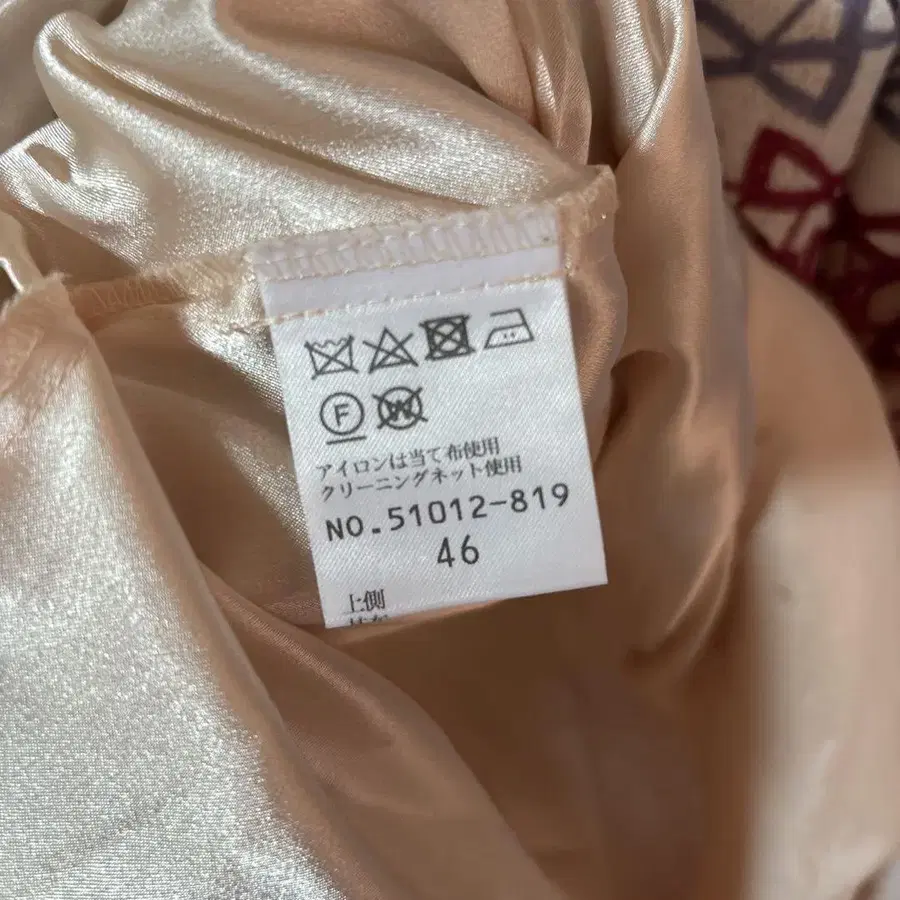 F W
アイロンは当て布使用
クリーニングネット使用
NO.51012-819
46
上側